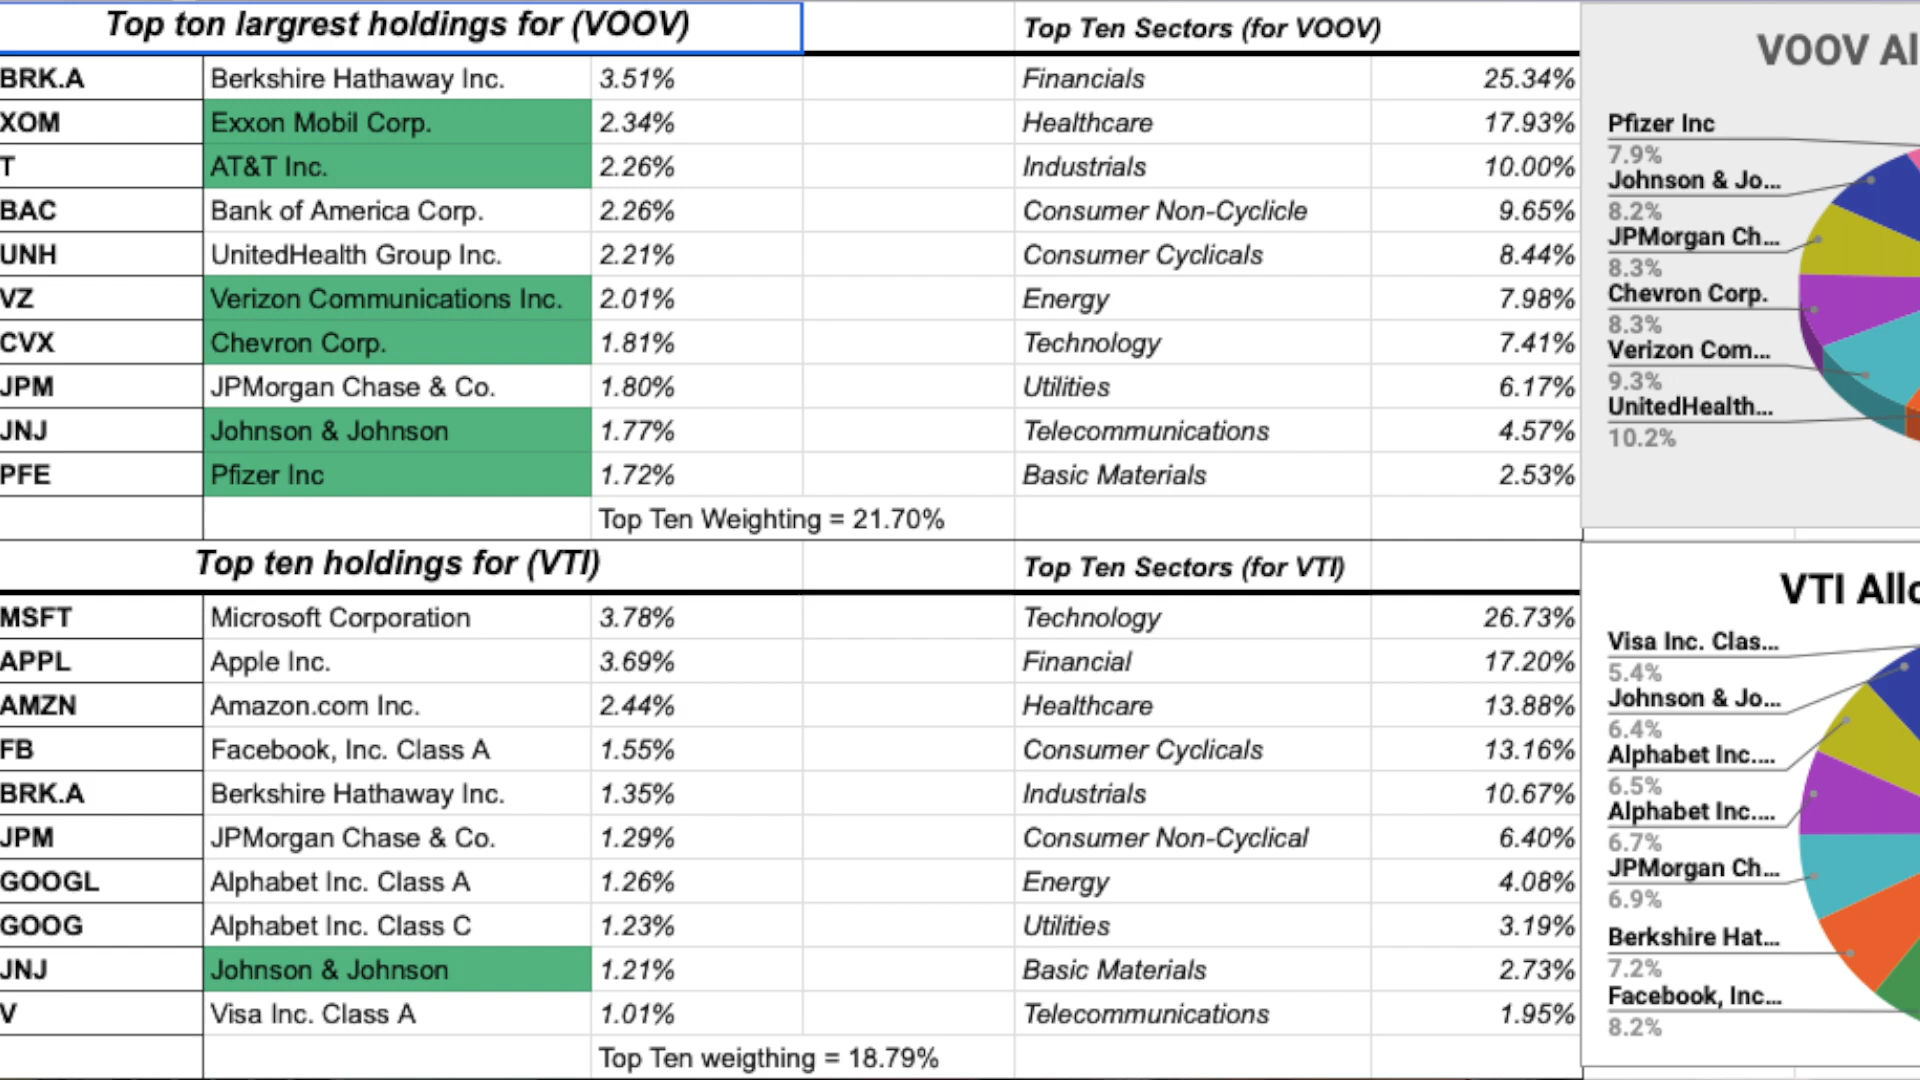 Top ton largrest holdings for (VOOV) Top Ten Sectors (for VOOV)
BRK.A Berkshire Hathaway Inc. 3.51% Financials 25.34%
XOM Exxon Mobil Corp. 2.34% Healthcare 17.93%
T AT&T Inc. 2.26% Industrials 10.00%
BAC Bank of America Corp. 2.26% Consumer Non-Cyclicle 9.65%
UNH UnitedHealth Group Inc. 2.21% Consumer Cyclicals 8.44%
VZ Verizon Communications Inc. 2.01% Energy 7.98%
CVX Chevron Corp. 1.81% Technology 7.41%
JPM JPMorgan Chase & Co. 1.80% Utilities 6.17%
JNJ Johnson & Johnson 1.77% Telecommunications 4.57%
PFE Pfizer Inc 1.72% Basic Materials 2.53%
Top Ten Weighting = 21.70%
VOOV Al
Pfizer Inc
7.9%
Johnson & Jo...
8.2%
JPMorgan Ch...
8.3%
Chevron Corp.
8.3%
Verizon Com...
9.3%
UnitedHealth...
10.2%
Top ten holdings for (VTI) Top Ten Sectors (for VTI)
MSFT Microsoft Corporation 3.78% Technology 26.73%
APPL Apple Inc. 3.69% Financial 17.20%
AMZN Amazon.com Inc. 2.44% Healthcare 13.88%
FB Facebook, Inc. Class A 1.55% Consumer Cyclicals 13.16%
BRK.A Berkshire Hathaway Inc. 1.35% Industrials 10.67%
JPM JPMorgan Chase & Co. 1.29% Consumer Non-Cyclical 6.40%
GOOGL Alphabet Inc. Class A 1.26% Energy 4.08%
GOOG Alphabet Inc. Class C 1.23% Utilities 3.19%
JNJ Johnson & Johnson 1.21% Basic Materials 2.73%
V Visa Inc. Class A 1.01% Telecommunications 1.95%
Top Ten weigthing = 18.79%
VTI Allo
Visa Inc. Clas...
5.4%
Johnson & Jo...
6.4%
Alphabet Inc....
6.5%
Alphabet Inc....
6.7%
JPMorgan Ch...
6.9%
Berkshire Hat...
7.2%
Facebook, Inc...
8.2%